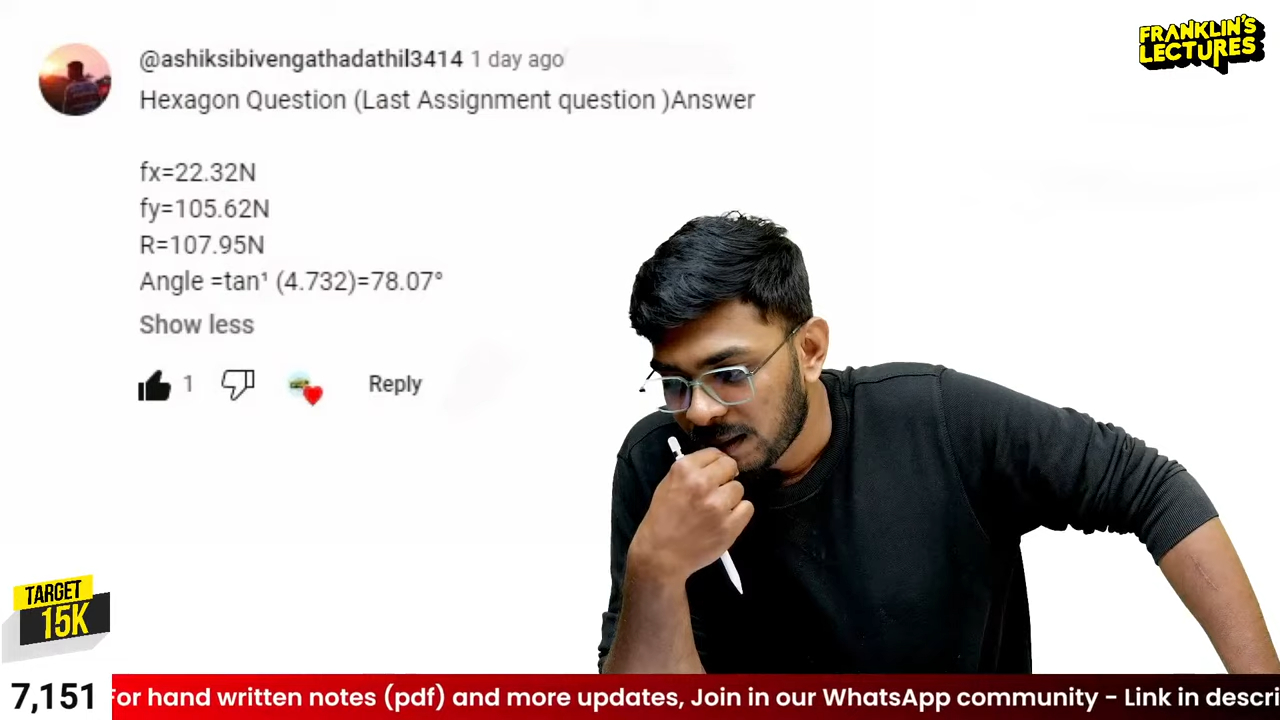 FRANKLIN'S
LECTURES
@ashiksibivengathadathil3414 1 day ago
Hexagon Question (Last Assignment question )Answer
fx=22.32N
fy=105.62N
R=107.95N
Angle =tan¹ (4.732)=78.07°
Show less
1
Reply
TARGET
15K
7,151
For hand written notes (pdf) and more updates, Join in our WhatsApp community - Link in descri